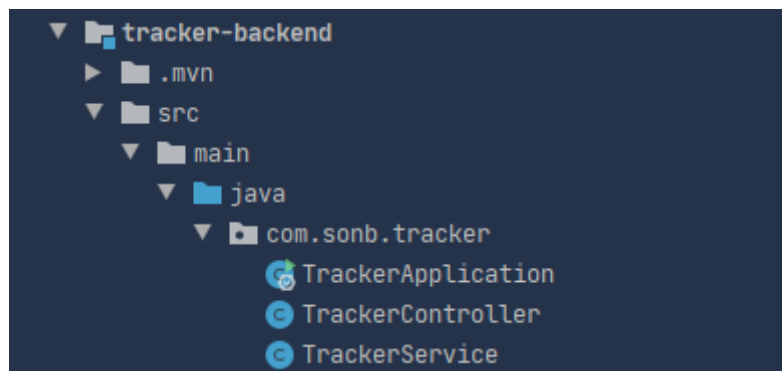 tracker-backend
.mvn
src
main
java
com.sonb.tracker
TrackerApplication
TrackerController
TrackerService